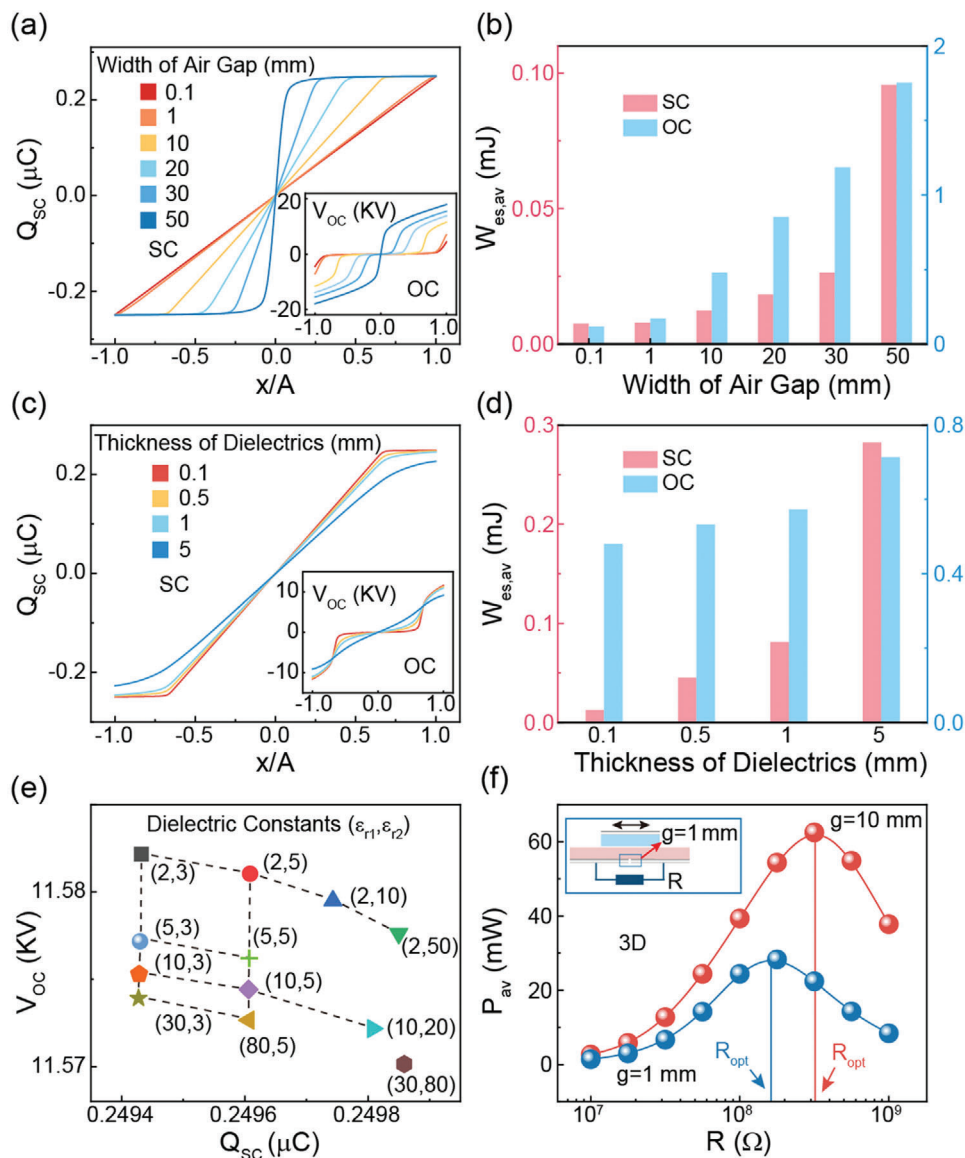 (a)
Width of Air Gap (mm)
0.1
1
10
20
30
50
SC
Q_SC (μC)
0.2
0.0
-0.2
-1.0 -0.5 0.0 0.5 1.0
x/A
V_OC (KV)
20
0
-20
-1.0 0.0 1.0
OC
(b)
W_es,av (mJ)
0.10
0.05
0.00
SC
OC
2
1
0
0.1 1 10 20 30 50
Width of Air Gap (mm)
(c)
Thickness of Dielectrics (mm)
0.1
0.5
1
5
SC
Q_SC (μC)
0.2
0.0
-0.2
-1.0 -0.5 0.0 0.5 1.0
x/A
V_OC (KV)
10
0
-10
-1.0 0.0 1.0
OC
(d)
W_es,av (mJ)
0.3
0.2
0.1
0.0
SC
OC
0.8
0.4
0.0
0.1 0.5 1 5
Thickness of Dielectrics (mm)
(e)
Dielectric Constants (ε_r1,ε_r2)
V_OC (KV)
11.58
11.57
(2,3)
(2,5)
(2,10)
(2,50)
(5,3)
(5,5)
(10,3)
(10,5)
(10,20)
(30,3)
(80,5)
(30,80)
0.2494 0.2496 0.2498
Q_SC (μC)
(f)
P_av (mW)
60
40
20
0
g=1 mm
R
g=10 mm
3D
g=1 mm
R_opt
R_opt
10^7 10^8 10^9
R (Ω)